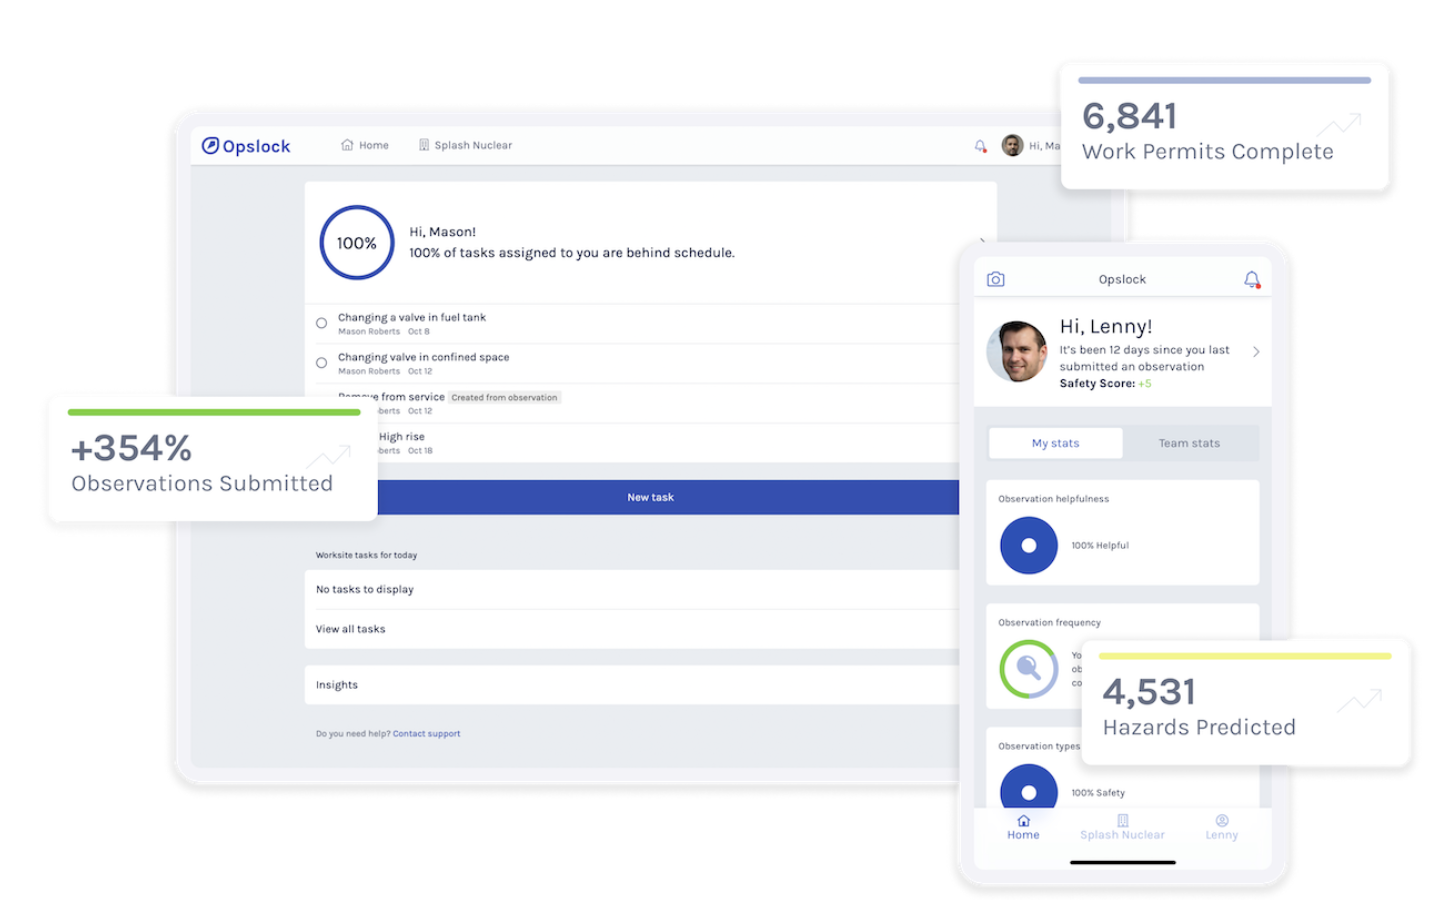 6,841
Work Permits Complete
Opslock
Home
Splash Nuclear
Hi, Ma
100%
Hi, Mason!
100% of tasks assigned to you are behind schedule.
Changing a valve in fuel tank
Mason Roberts Oct 8
Changing valve in confined space
Mason Roberts Oct 12
Remove from service Created from observation
berts Oct 12
High rise
berts Oct 18
New task
+354%
Observations Submitted
Worksite tasks for today
No tasks to display
View all tasks
Insights
Do you need help? Contact support
Opslock
Hi, Lenny!
It's been 12 days since you last
submitted an observation
Safety Score: +5
My stats
Team stats
Observation helpfulness
100% Helpful
Observation frequency
Yo
ob
co
4,531
Hazards Predicted
Observation types
100% Safety
Home
Splash Nuclear
Lenny